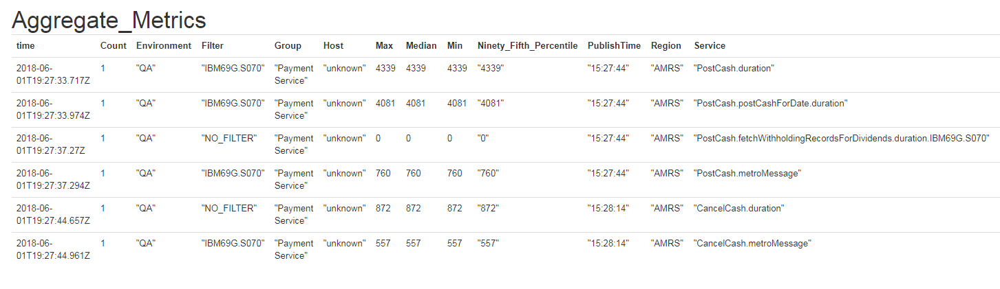 Aggregate_Metrics
time Count Environment Filter Group Host Max Median Min Ninety_Fifth_Percentile PublishTime Region Service
2018-06- 1 "QA" "IBM69G.S070" "Payment "unknown" 4339 4339 4339 "4339" "15:27:44" "AMRS" "PostCash.duration"
01T19:27:33.717Z Service"
2018-06- 1 "QA" "IBM69G.S070" "Payment "unknown" 4081 4081 4081 "4081" "15:27:44" "AMRS" "PostCash.postCashForDate.duration"
01T19:27:33.974Z Service"
2018-06- 1 "QA" "NO_FILTER" "Payment "unknown" 0 0 0 "0" "15:27:44" "AMRS" "PostCash.fetchWithholdingRecordsForDividends.duration.IBM69G.S070"
01T19:27:37.27Z Service"
2018-06- 1 "QA" "IBM69G.S070" "Payment "unknown" 760 760 760 "760" "15:27:44" "AMRS" "PostCash.metroMessage"
01T19:27:37.294Z Service"
2018-06- 1 "QA" "NO_FILTER" "Payment "unknown" 872 872 872 "872" "15:28:14" "AMRS" "CancelCash.duration"
01T19:27:44.657Z Service"
2018-06- 1 "QA" "IBM69G.S070" "Payment "unknown" 557 557 557 "557" "15:28:14" "AMRS" "CancelCash.metroMessage"
01T19:27:44.961Z Service"